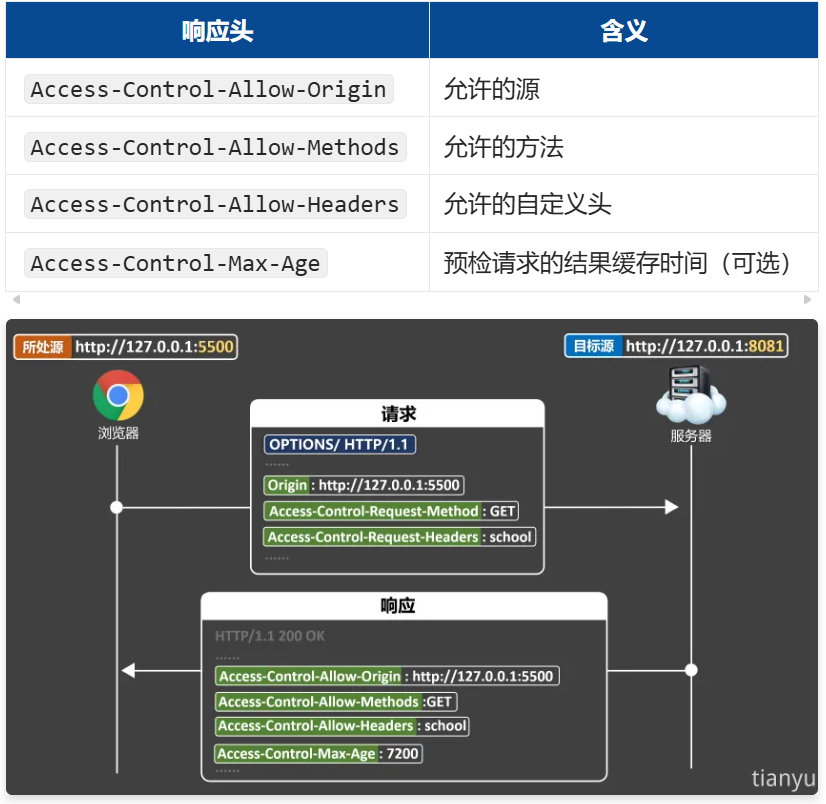 响应头 含义
Access-Control-Allow-Origin 允许的源
Access-Control-Allow-Methods 允许的方法
Access-Control-Allow-Headers 允许的自定义头
Access-Control-Max-Age 预检请求的结果缓存时间（可选）
所处源 http://127.0.0.1:5500
目标源 http://127.0.0.1:8081
浏览器
服务器
请求
OPTIONS/ HTTP/1.1
......
Origin : http://127.0.0.1:5500
Access-Control-Request-Method : GET
Access-Control-Request-Headers : school
......
响应
HTTP/1.1 200 OK
......
Access-Control-Allow-Origin : http://127.0.0.1:5500
Access-Control-Allow-Methods :GET
Access-Control-Allow-Headers : school
Access-Control-Max-Age : 7200
......
tianyu